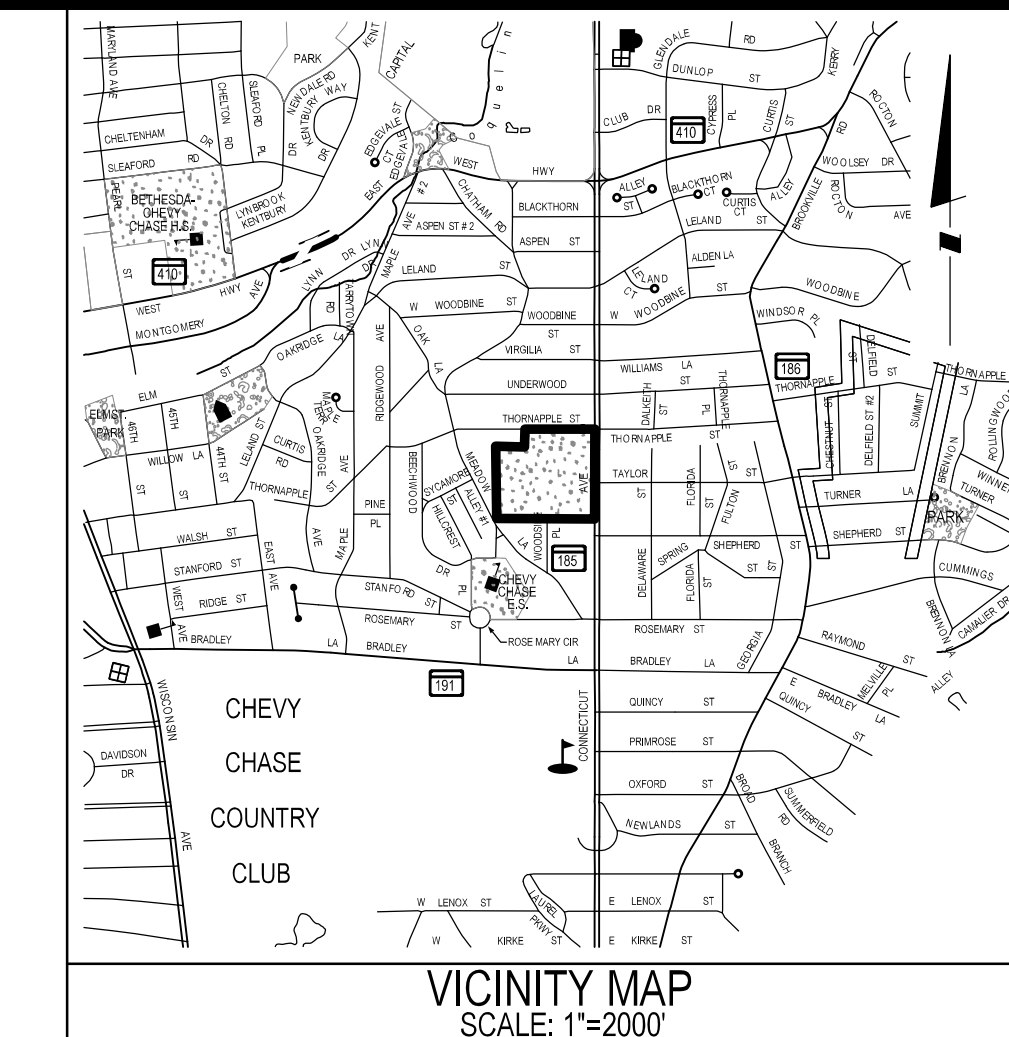 MARYLAND AVE
CHELTENHAM
DR
SLEAFORD RD
CHELTON RD
SLEAFORD
PL
PARK
NEWDALE RD
KENTBURY WAY
DR
DR
KENT
CAPITAL
Coquelin
EDGEVALE ST
EDGEVALE
CT
EAST
WEST HWY
PEARL
ST
BETHESDA-
CHEVY
CHASE H.S.
410
LYNBROOK
KENTBURY
WEST
HWY
AVE
MONTGOMERY
LYNN
DR LYNN
DR
# 2
AVE
MAPLE
CHATHAM RD
ASPEN ST # 2
LELAND ST
BLACKTHORN
ASPEN ST
W WOODBINE ST
WOODBINE
ST
VIRGILIA ST
UNDERWOOD
THORNAPPLE ST
GLENDALE
RD
DUNLOP ST
CLUB DR
410
CYPRESS
PL
CURTIS
ST
KERRY
RD
ROCTON
WOOLSEY DR
ROCTON
AVE
ALLEY
ST
BLACKTHORN
CT
CURTIS
CT
ALLEY
BROCKVILLE
LELAND ST
ALDEN LA
LELAND
CT
W WOODBINE ST
WOODBINE
WINDSOR PL
186
WILLIAMS LA
ST
DALKETH
ST
THORNAPPLE
PL
THORNAPPLE
ST
DELFIELD
ST
CHESTNUT ST
DELFIELD ST #2
SUMMIT
THORNAPPLE
LA
BRENNON
ROLLINGWOOD
WINNET
TURNER
TURNER LA
PARK
SHEPHERD ST
CUMMINGS
BRENNON LA
CAMALIER DR
TARRYTOWN
RD
OAKRIDGE LA
RIDGEWOOD AVE
OAK
LA
ELM ST
ELMST.
PARK
46TH
ST
45TH
ST
WILLOW LA
44TH ST
LELAND ST
CURTIS
RD
THORNAPPLE ST
MAPLE
TERR
OAKRIDGE
AVE
AVE
MAPLE
PINE
PL
BEECHWOOD
SYCAMORE
ST
HILLCREST
DR
PL
ALLEY #1
MEADOW
LA
WOODSIDE
PL
AVE
185
THORNAPPLE ST
TAYLOR
ST
FLORIDA
ST
ST
FULTON
DELAWARE
SPRING
FLORIDA
ST
SHEPHERD ST
ST
ST
WALSH ST
STANFORD ST
WEST
AVE
RIDGE ST
EAST
AVE
BRADLEY LA
STANFORD ST
ROSEMARY ST
BRADLEY LA
CHEVY
CHASE
E.S.
ROSE MARY CIR
191
ROSEMARY ST
BRADLEY LA
GEORGIA
RAYMOND
ST
MELVILLE
PL
E BRADLEY LA
QUINCY ST
ALLEY
QUINCY ST
PRIMROSE ST
OXFORD ST
NEWLANDS ST
BROAD
BRANCH
RD
SUMMERFIELD
CONNECTICUT
WISCONSIN
AVE
DAVIDSON
DR
CHEVY
CHASE
COUNTRY
CLUB
W LENOX ST
W KIRKE ST
LAUREL
PKWY
E LENOX ST
E KIRKE ST
VICINITY MAP
SCALE: 1"=2000'